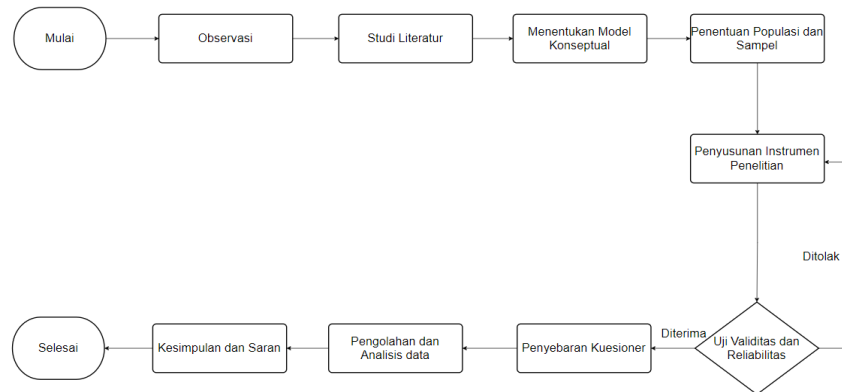 Mulai
Observasi
Studi Literatur
Menentukan Model
Konseptual
Penentuan Populasi dan
Sampel
Penyusunan Instrumen
Penelitian
Ditolak
Uji Validitas dan
Reliabilitas
Diterima
Penyebaran Kuesioner
Pengolahan dan
Analisis data
Kesimpulan dan Saran
Selesai